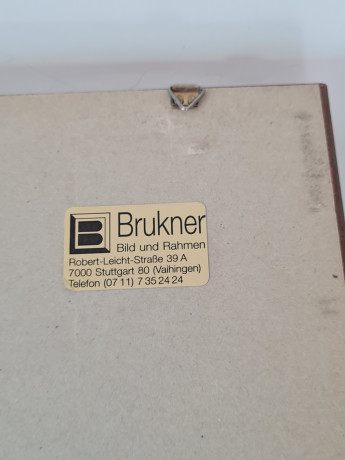 B Brukner
Bild und Rahmen
Robert-Leicht-Straße 39 A
7000 Stuttgart 80 (Vaihingen)
Telefon (07 11) 7 35 24 24